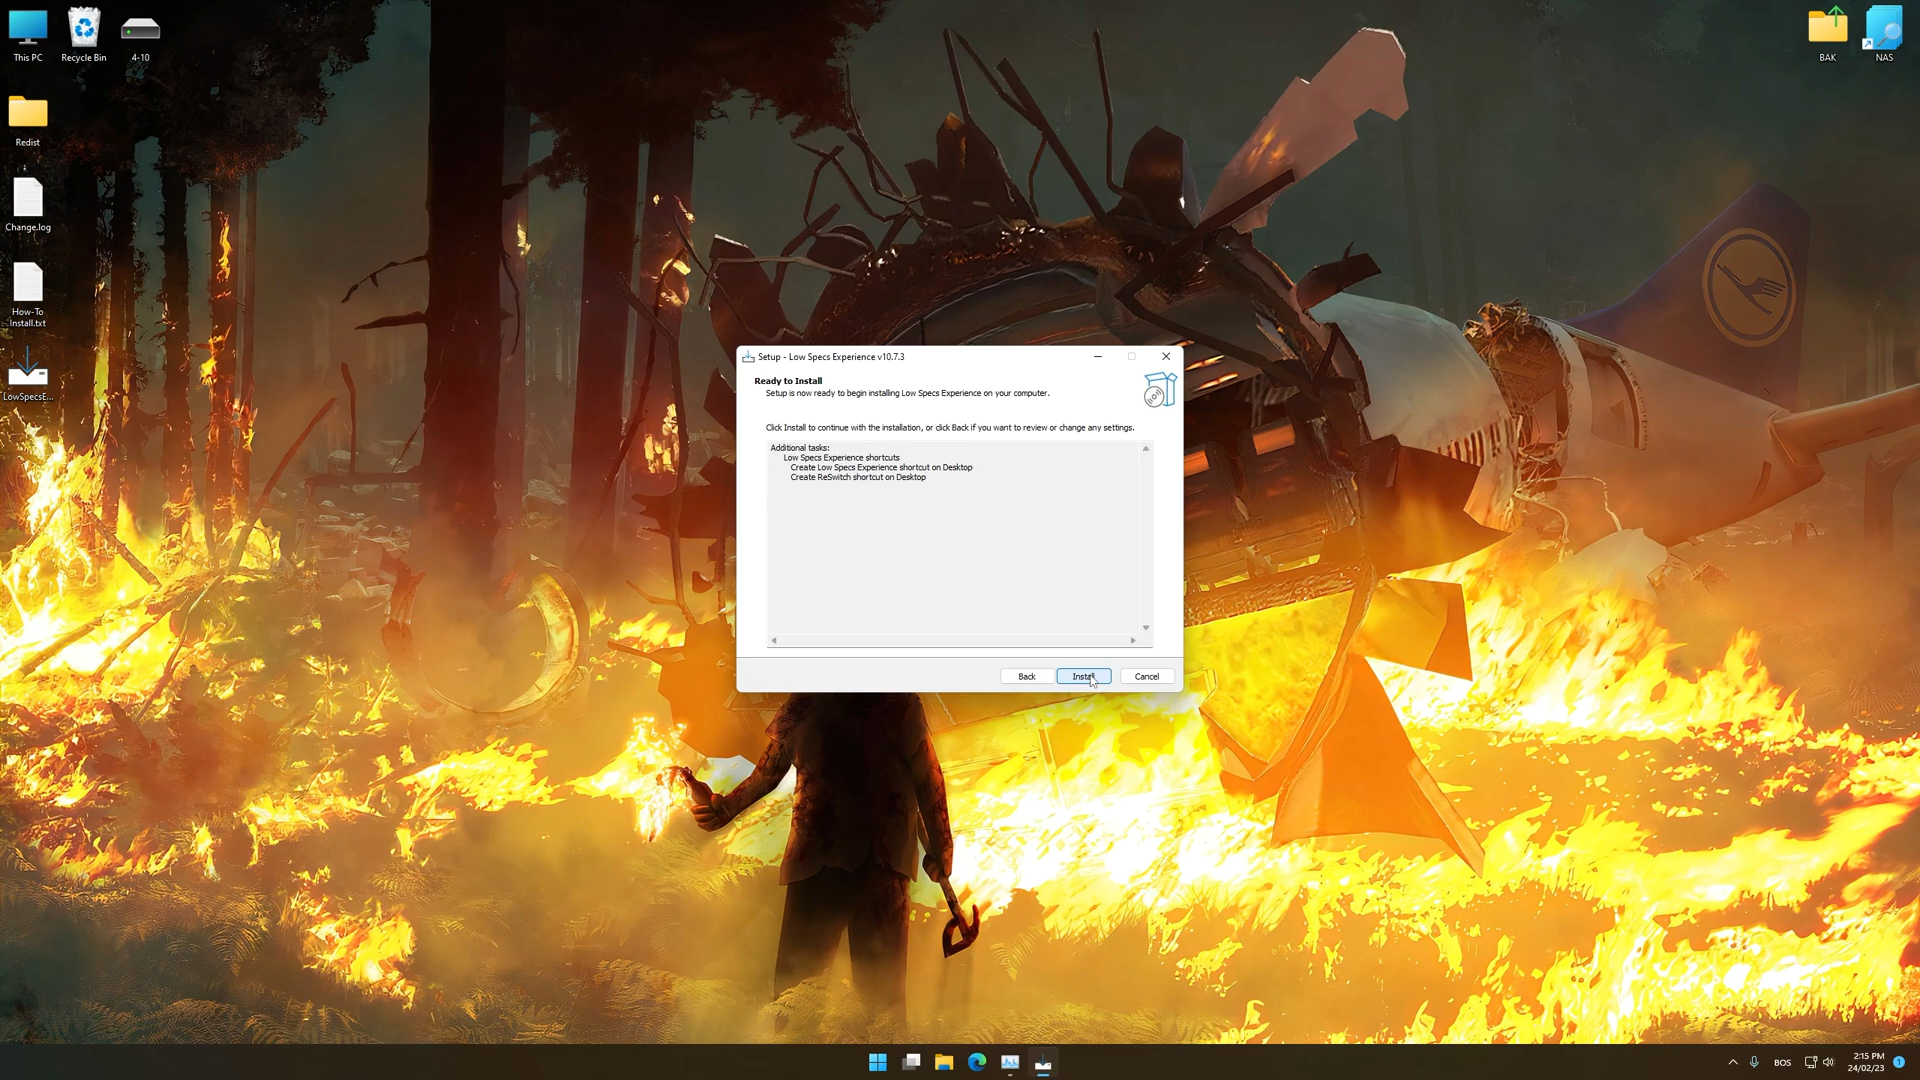 This PC
Recycle Bin
4-10
BAK
NAS
Redist
Change.log
How-To
Install.txt
LowSpecsE...
Setup - Low Specs Experience v10.7.3
Ready to Install
Setup is now ready to begin installing Low Specs Experience on your computer.
Click Install to continue with the installation, or click Back if you want to review or change any settings.
Additional tasks:
Low Specs Experience shortcuts
Create Low Specs Experience shortcut on Desktop
Create ReSwitch shortcut on Desktop
Back
Install
Cancel
BOS
2:15 PM
24/02/23
1